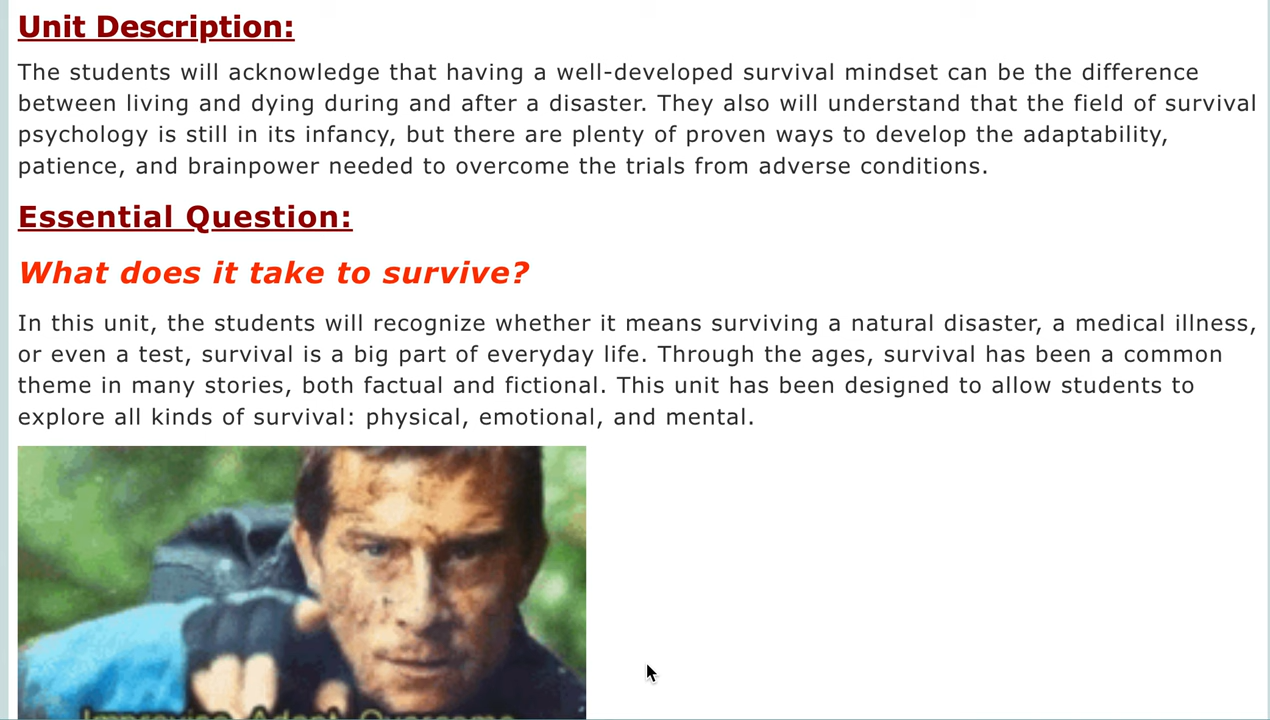 Unit Description:
The students will acknowledge that having a well-developed survival mindset can be the difference
between living and dying during and after a disaster. They also will understand that the field of survival
psychology is still in its infancy, but there are plenty of proven ways to develop the adaptability,
patience, and brainpower needed to overcome the trials from adverse conditions.
Essential Question:
What does it take to survive?
In this unit, the students will recognize whether it means surviving a natural disaster, a medical illness,
or even a test, survival is a big part of everyday life. Through the ages, survival has been a common
theme in many stories, both factual and fictional. This unit has been designed to allow students to
explore all kinds of survival: physical, emotional, and mental.
Improvise. Adapt. Overcome.